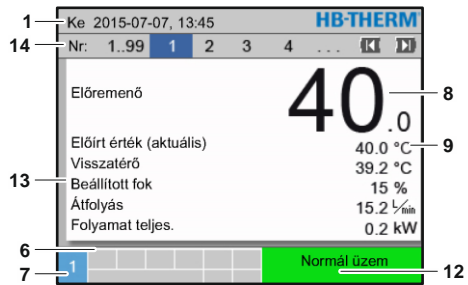 1 Ke 2015-07-07, 13:45 HB-THERM
14 Nr: 1..99 1 2 3 4 ...
Előremenő 40.0 8
Előírt érték (aktuális) 40.0 °C 9
Visszatérő 39.2 °C
13 Beállított fok 15 %
Átfolyás 15.2 L/min
Folyamat teljes. 0.2 kW
6
7 1 Normál üzem 12